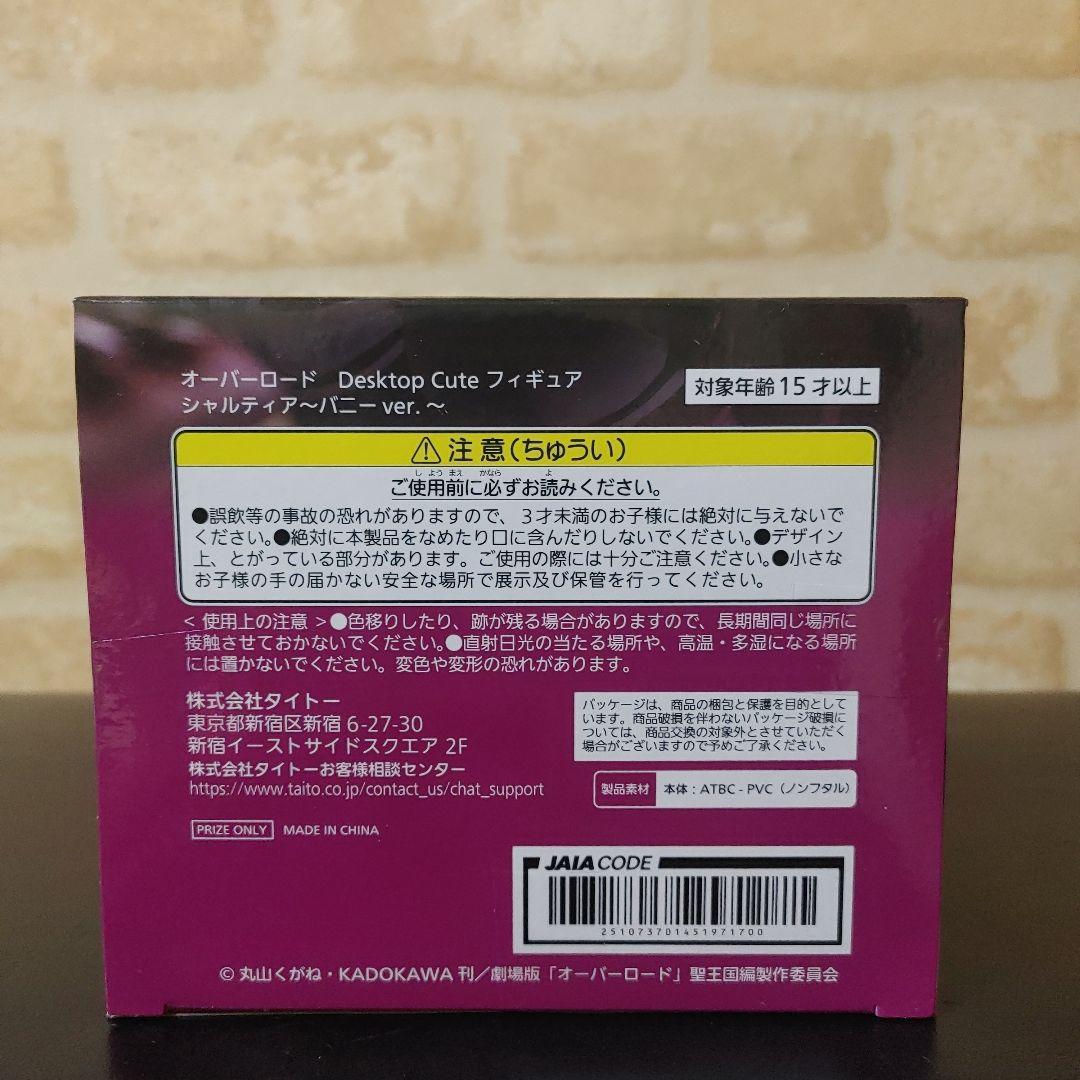 オーバーロード　Desktop Cute フィギュア
シャルティア～バニー ver. ～
対象年齢 15 才以上
⚠ 注意（ちゅうい）
ご使用前に必ずお読みください。
●誤飲等の事故の恐れがありますので、３才未満のお子様には絶対に与えないで
ください。●絶対に本製品をなめたり口に含んだりしないでください。●デザイン
上、とがっている部分があります。ご使用の際には十分ご注意ください。●小さな
お子様の手の届かない安全な場所で展示及び保管を行ってください。
< 使用上の注意 >●色移りしたり、跡が残る場合がありますので、長期間同じ場所に
接触させておかないでください。●直射日光の当たる場所や、高温・多湿になる場所
には置かないでください。変色や変形の恐れがあります。
株式会社タイトー
東京都新宿区新宿 6-27-30
新宿イーストサイドスクエア 2F
株式会社タイトーお客様相談センター
https://www.taito.co.jp/contact_us/chat_support
パッケージは、商品の梱包と保護を目的として
います。商品破損を伴わないパッケージ破損に
ついては、商品交換の対象外とさせていただく
場合がございますので予めご了承ください。
製品素材 本体：ATBC - PVC（ノンフタル）
PRIZE ONLY MADE IN CHINA
JAIA CODE
251073701451971700
© 丸山くがね・KADOKAWA 刊／劇場版「オーバーロード」聖王国編製作委員会